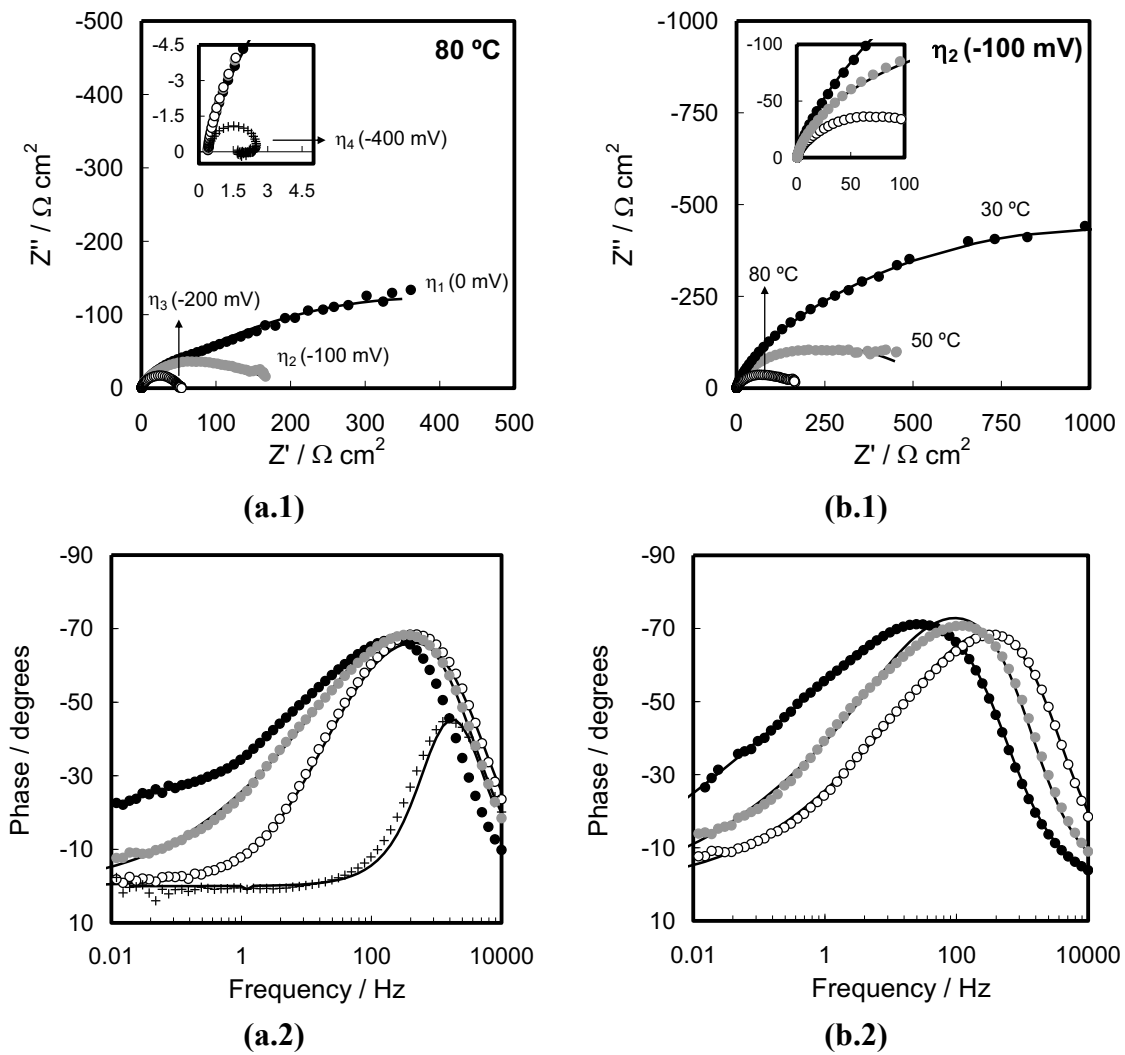 -500
-400
-300
-200
-100
0
0 100 200 300 400 500
Z'' / Ω cm2
Z' / Ω cm2
80 ºC
-4.5
-3
-1.5
0
0 1.5 3 4.5
η4 (-400 mV)
η3 (-200 mV)
η1 (0 mV)
η2 (-100 mV)
(a.1)
-1000
-750
-500
-250
0
0 250 500 750 1000
Z'' / Ω cm2
Z' / Ω cm2
η2 (-100 mV)
-100
-50
0
0 50 100
30 ºC
80 ºC
50 ºC
(b.1)
-90
-70
-50
-30
-10
10
0.01 1 100 10000
Phase / degrees
Frequency / Hz
(a.2)
-90
-70
-50
-30
-10
10
0.01 1 100 10000
Phase / degrees
Frequency / Hz
(b.2)